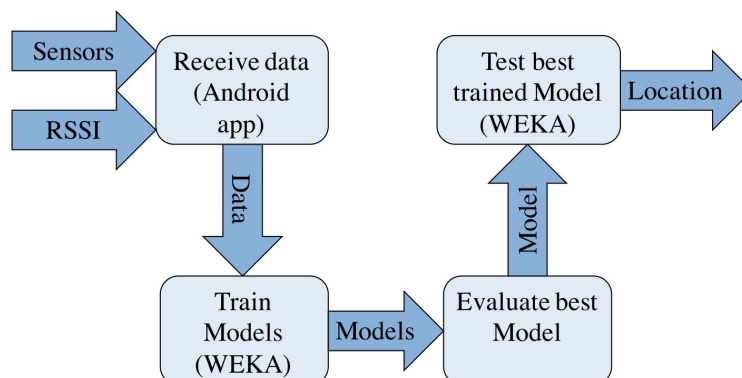 Sensors
RSSI
Receive data
(Android
app)
Data
Train
Models
(WEKA)
Models
Evaluate best
Model
Model
Test best
trained Model
(WEKA)
Location